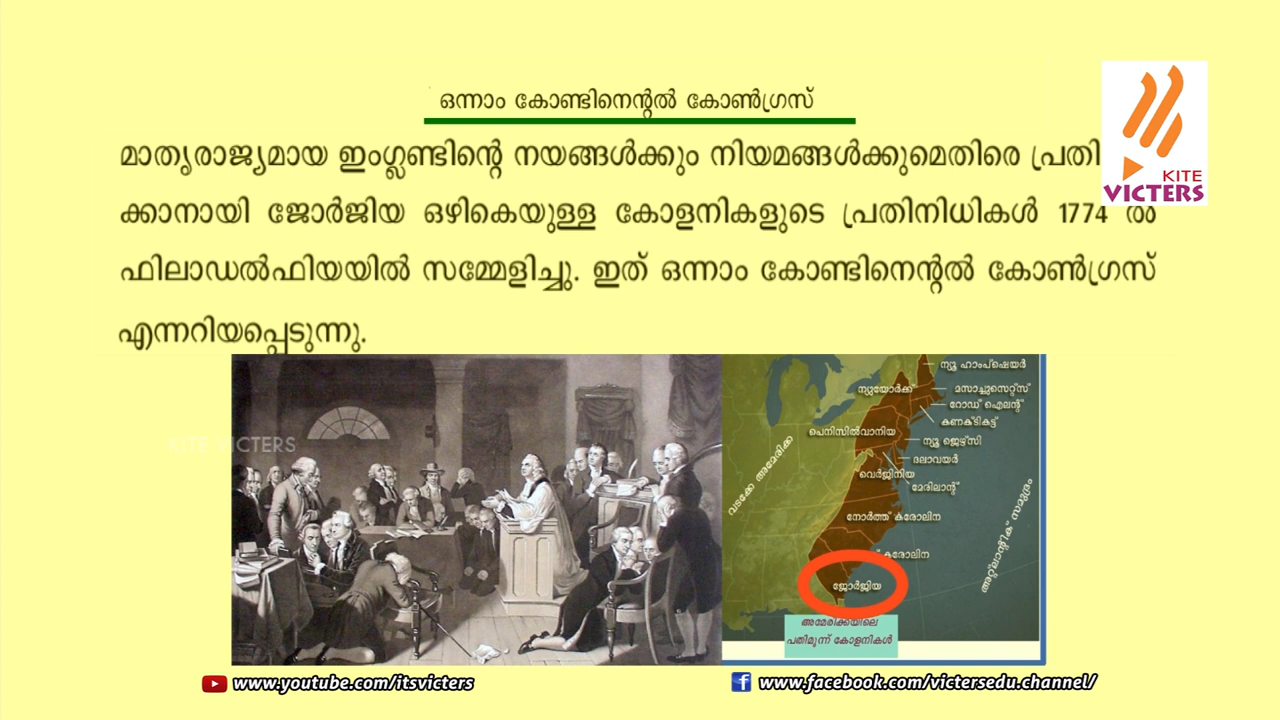 ഒന്നാം കോണ്ടിനെന്റൽ കോൺഗ്രസ്
മാതൃരാജ്യമായ ഇംഗ്ലണ്ടിന്റെ നയങ്ങൾക്കും നിയമങ്ങൾക്കുമെതിരെ പ്രതി
ക്കാനായി ജോർജിയ ഒഴികെയുള്ള കോളനികളുടെ പ്രതിനിധികൾ 1774 ൽ
ഫിലാഡൽഫിയയിൽ സമ്മേളിച്ചു. ഇത് ഒന്നാം കോണ്ടിനെന്റൽ കോൺഗ്രസ്
എന്നറിയപ്പെടുന്നു.
KITE
VICTERS
KITE VICTERS
ന്യൂ ഹാംപ്ഷെയർ
ന്യൂയോർക്ക്
മസാച്ചുസെറ്റ്സ്
റോഡ് ഐലന്റ്
കണക്ടികട്ട്
പെനിസിൽവാനിയ
ന്യൂ ജെഴ്സി
ദലാവയർ
വെർജിനിയ
മേരിലാന്റ്
വടക്കേ അമേരിക്ക
നോർത്ത് കരോലിന
കരോലിന
അറ്റ്ലാന്റിക് സമുദ്രം
ജോർജിയ
അമേരിക്കയിലെ
പതിമൂന്ന് കോളനികൾ
www.youtube.com/itsvicters
www.facebook.com/victersedu.channel/